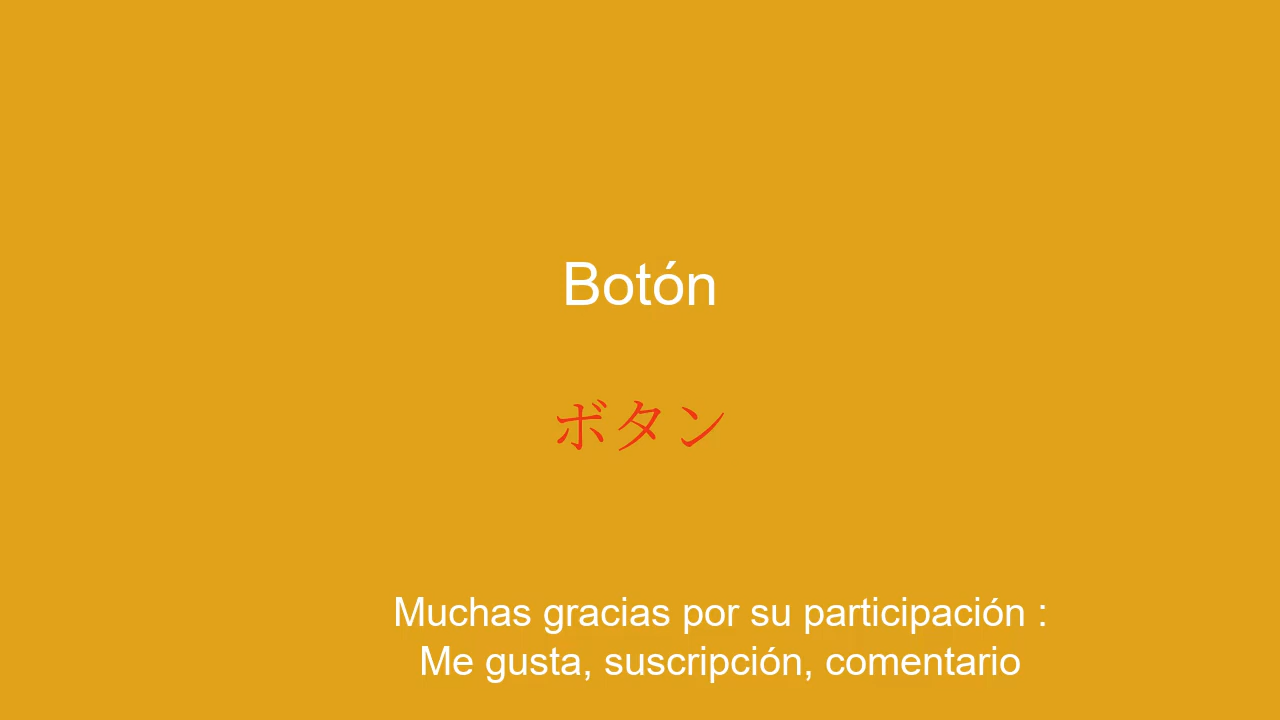 Botón
ボタン
Muchas gracias por su participación :
Me gusta, suscripción, comentario